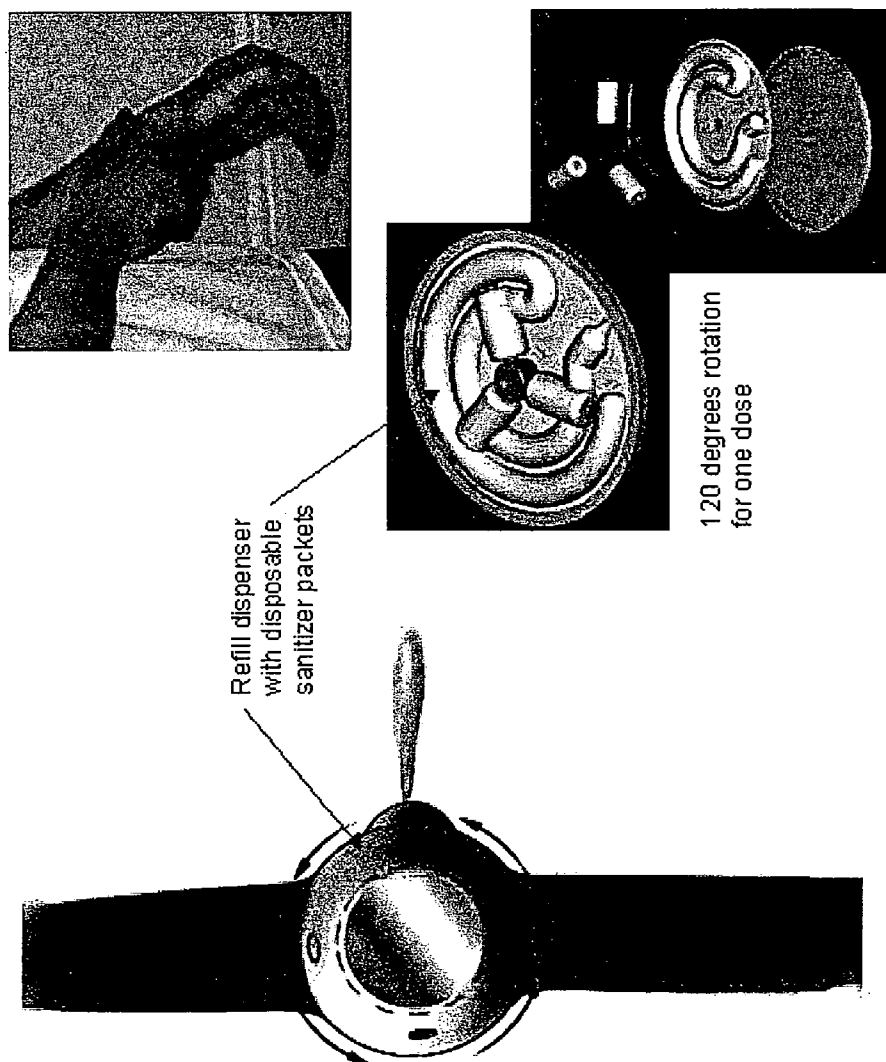 Refill dispenser
with disposable
sanitizer packets
120 degrees rotation
for one dose